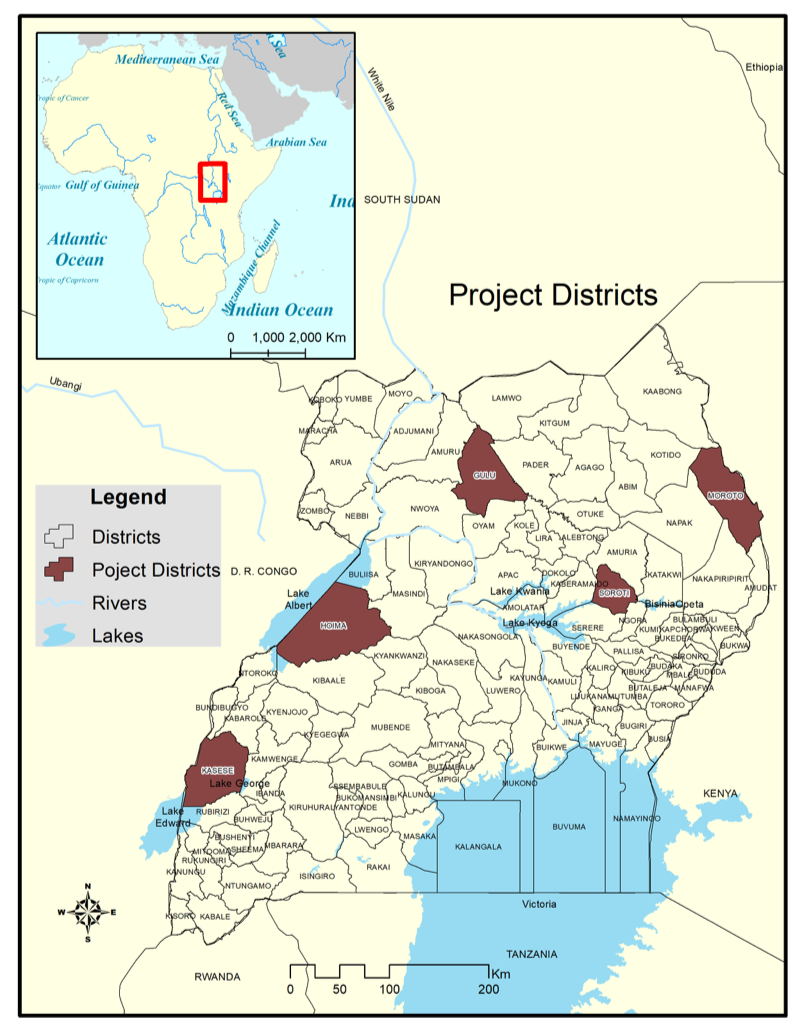 Mediterranean Sea
Red Sea
Arabian Sea
Tropic of Cancer
Equator
Gulf of Guinea
Atlantic
Ocean
Tropic of Capricorn
Mozambique Channel
Indian Ocean
0 1,000 2,000 Km
White Nile
Ethiopia
SOUTH SUDAN
Project Districts
Ubangi
KOBOKO
YUMBE
MOYO
LAMWO
KAABONG
MARACHA
ADJUMANI
KITGUM
ARUA
AMURU
GULU
PADER
AGAGO
KOTIDO
ABIM
MOROTO
ZOMBO
NEBBI
NWOYA
OYAM
KOLE
OTUKE
NAPAK
LIRA
ALEBTONG
AMURIA
Legend
Districts
Poject Districts
Rivers
Lakes
D. R. CONGO
Lake
Albert
BULIISA
KIRYANDONGO
MASINDI
APAC
DOKOLO
KABERAMAIDO
KATAKWI
NAKAPIRIPIRIT
AMUDAT
Lake Kwania
AMOLATAR
SOROTI
BisiniaOpeta
HOIMA
Lake Kyoga
SERERE
NGORA
KUMI
KAPCHORWA
KWEEN
BULAMBULI
BUKEDEA
BUKWA
NAKASONGOLA
BUYENDE
PALLISA
SIRONKO
KYANKWANZI
NAKASEKE
KALIRO
KIBUKU
BUDAKA
MBALE
BUDUDA
NTOROKO
KIBAALE
KIBOGA
LUWERO
KAYUNGA
KAMULI
BUTALEJA
MANAFWA
LUUKA
NAMUTUMBA
BUNDIBUGYO
KABAROLE
KYENJOJO
IGANGA
TORORO
KYEGEGWA
MUBENDE
JINJA
BUGIRI
BUSIA
MITYANA
BUIKWE
MAYUGE
KASESE
KAMWENGE
GOMBA
BUTAMBALA
MPIGI
MUKONO
Lake George
IBANDA
SSEMBABULE
BUKOMANSIMBI
KALUNGU
KENYA
Lake
Edward
RUBIRIZI
KIRUHURA
LYANTONDE
BUHWEJU
LWENGO
MASAKA
BUVUMA
NAMAYINGO
BUSHENYI
SHEEMA
MBARARA
KALANGALA
MITOOMA
RUKUNGIRI
KANUNGU
RAKAI
ISINGIRO
NTUNGAMO
KISORO
KABALE
Victoria
N
W E
S
TANZANIA
RWANDA
Km
0 50 100 200